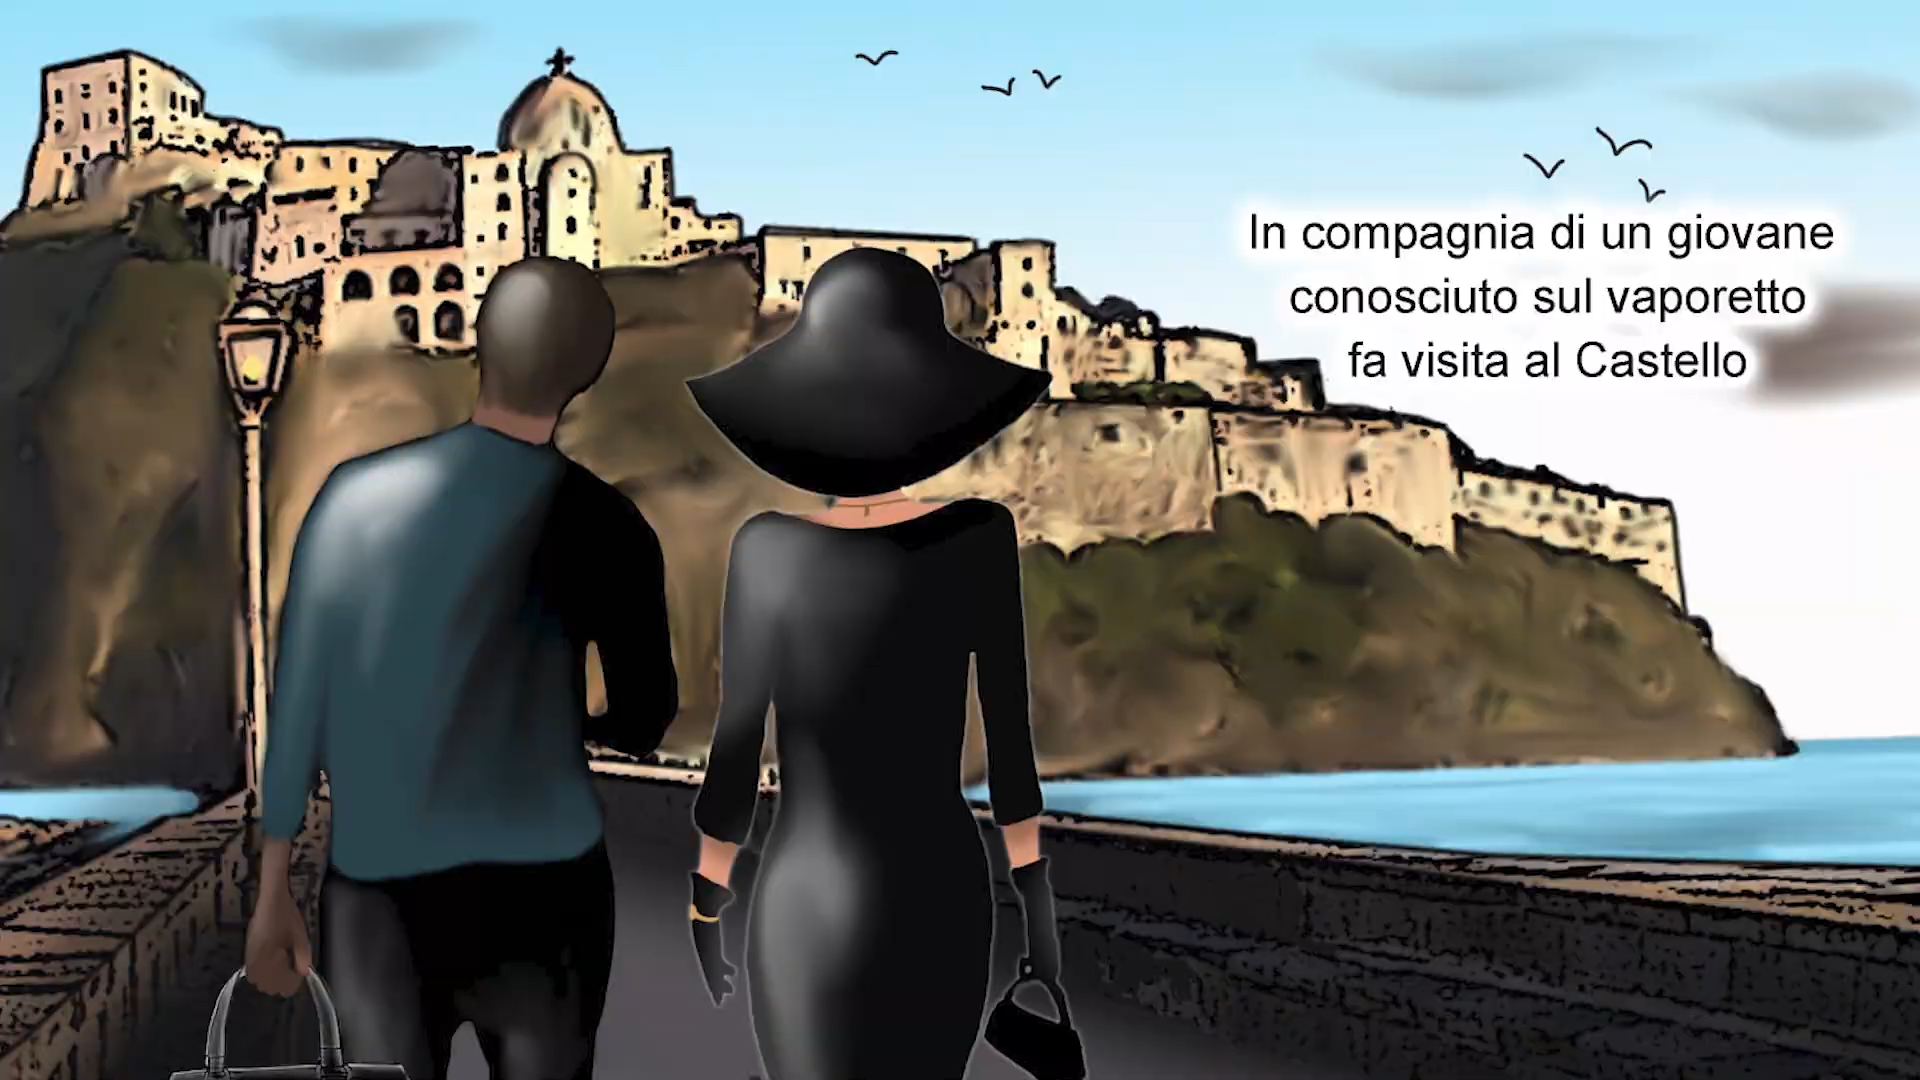 In compagnia di un giovane
conosciuto sul vaporetto
fa visita al Castello